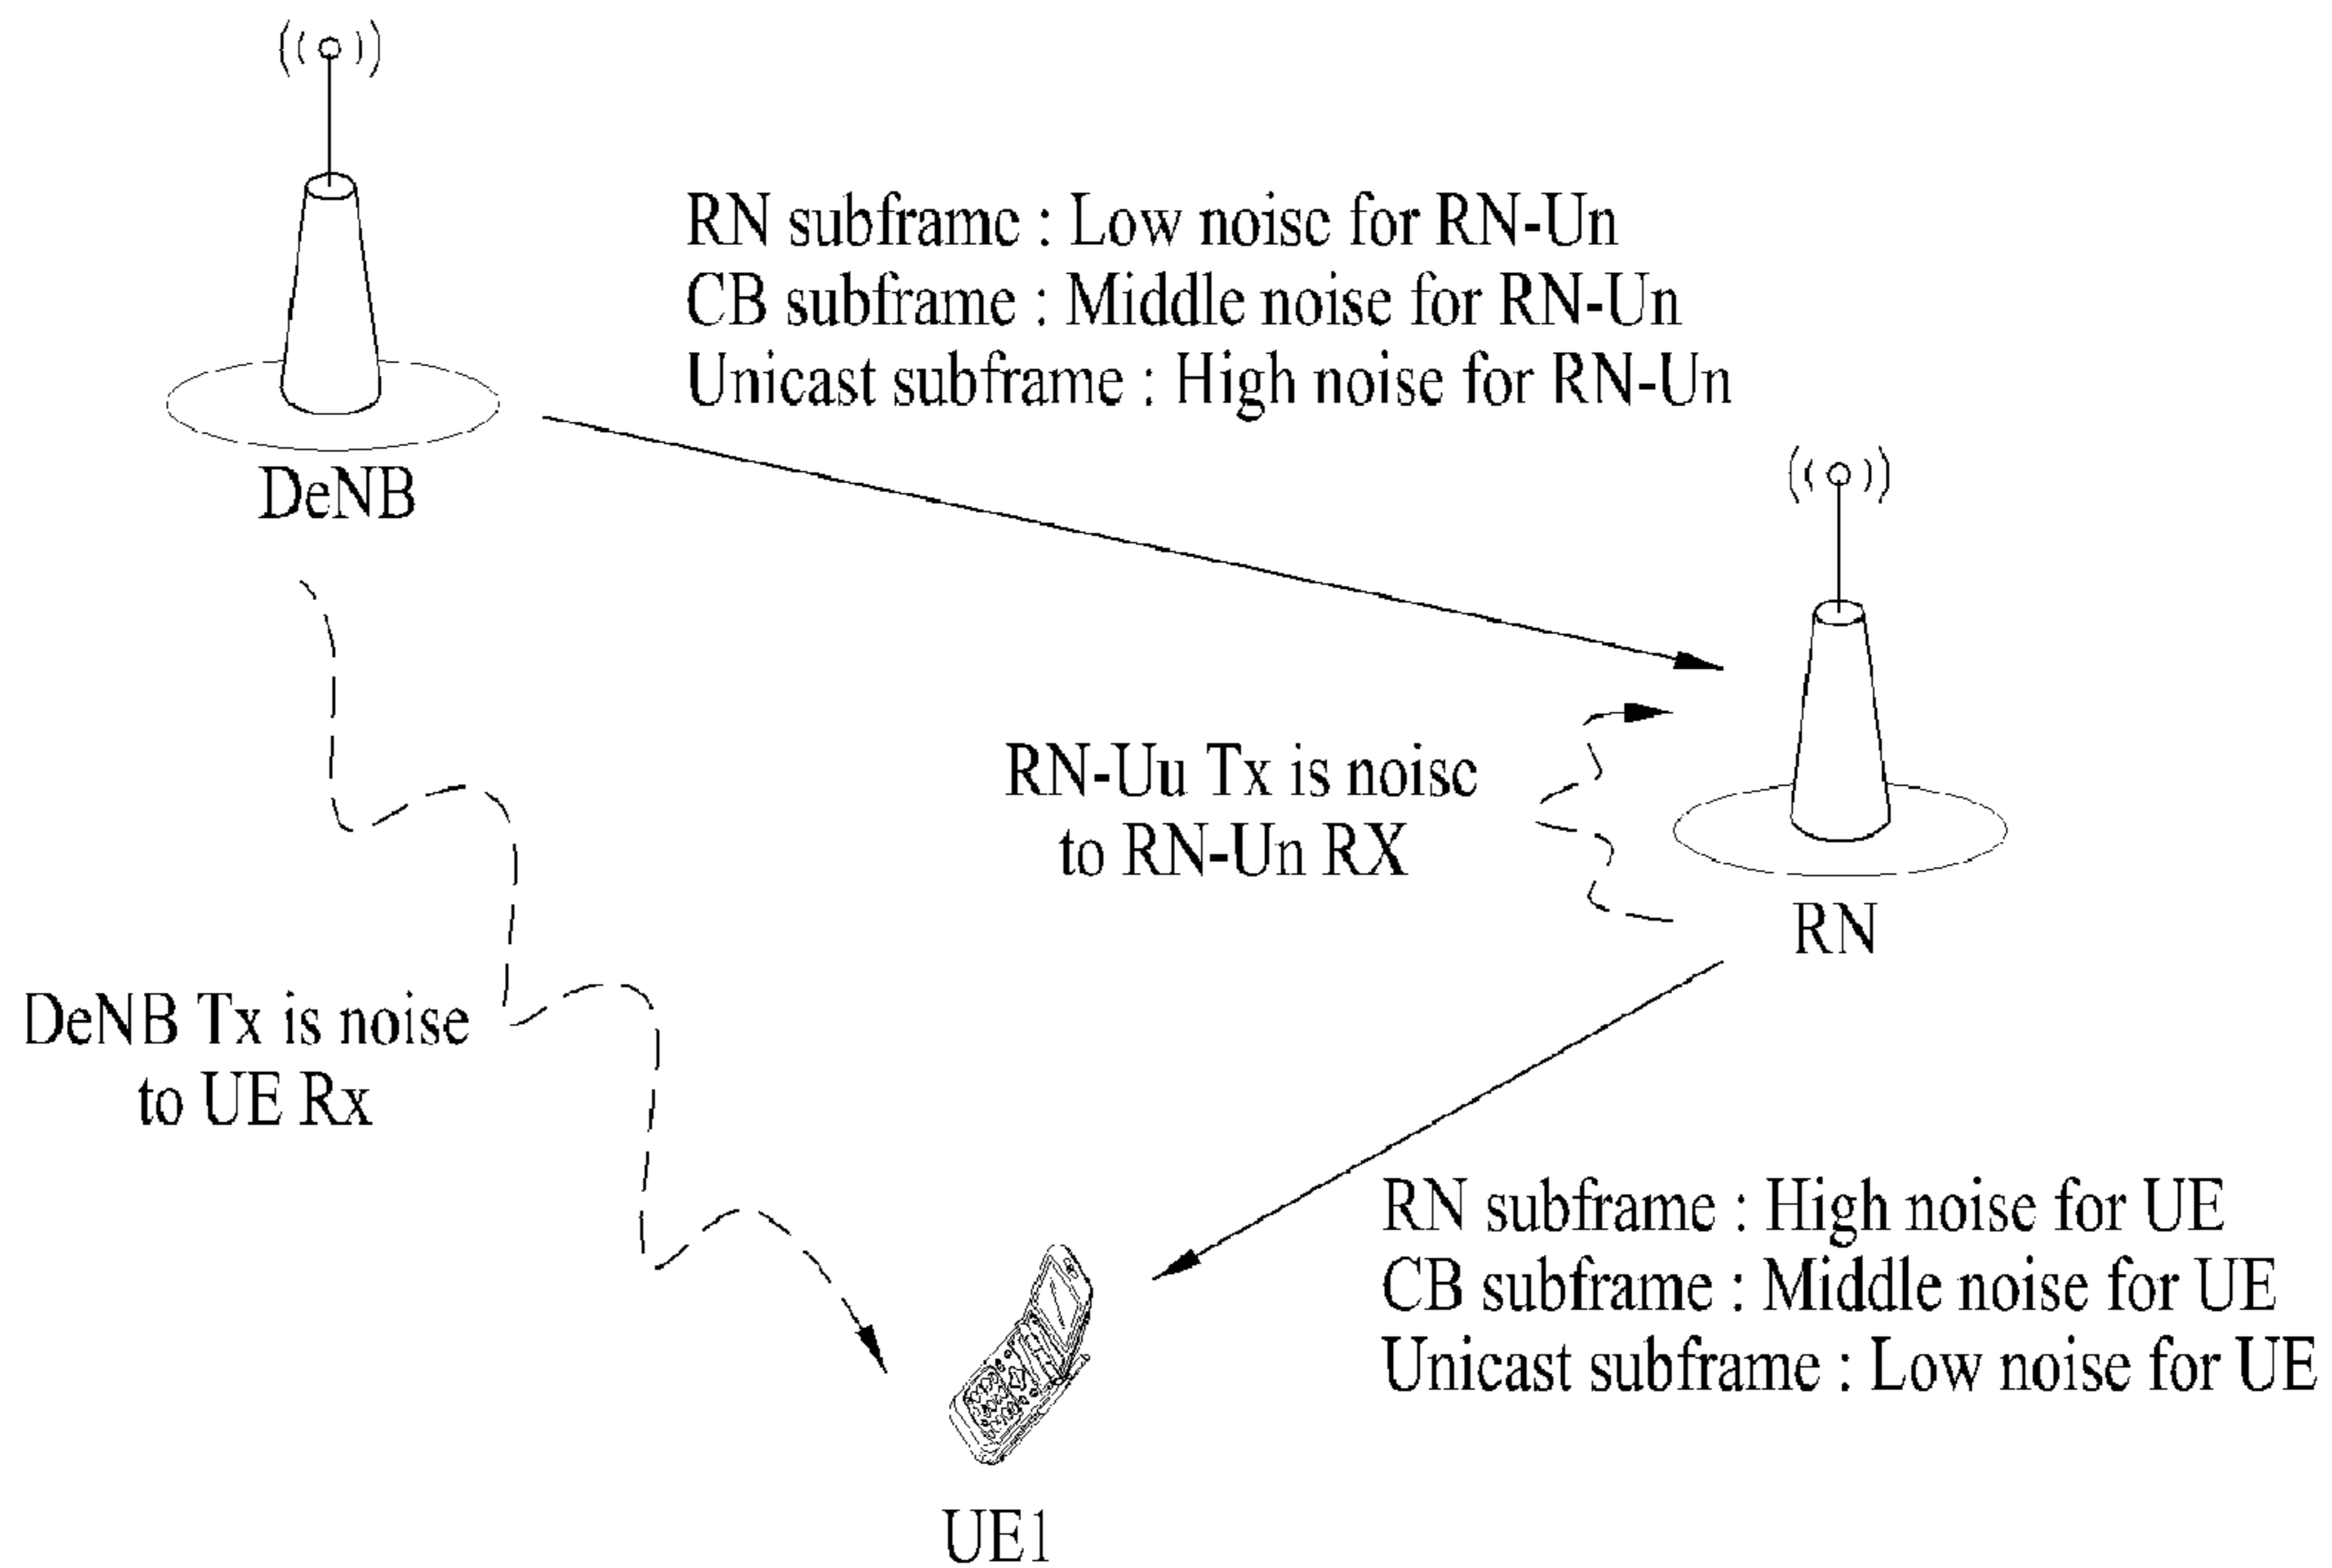 RN subframe : Low noise for RN-Un
CB subframe : Middle noise for RN-Un
Unicast subframe : High noise for RN-Un
DeNB
RN-Uu Tx is noise
to RN-Un RX
RN
DeNB Tx is noise
to UE Rx
RN subframe : High noise for UE
CB subframe : Middle noise for UE
Unicast subframe : Low noise for UE
UE1